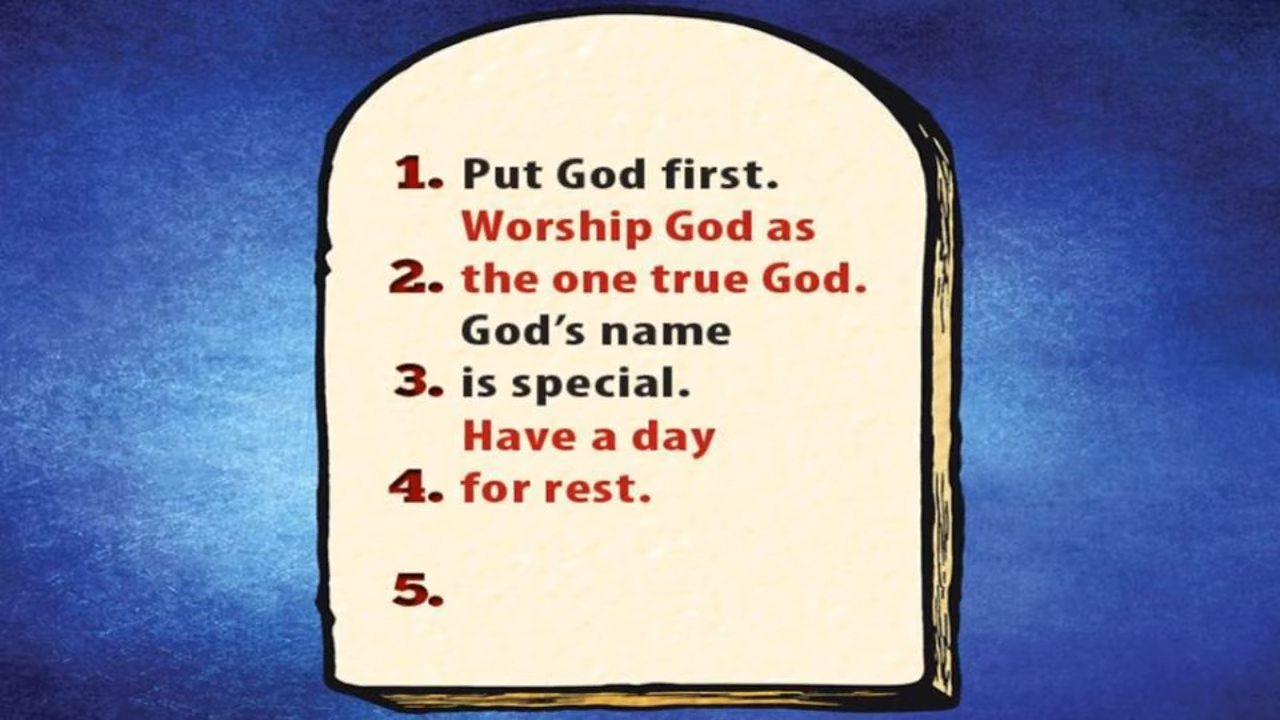 1. Put God first.
Worship God as
2. the one true God.
God's name
3. is special.
Have a day
4. for rest.
5.